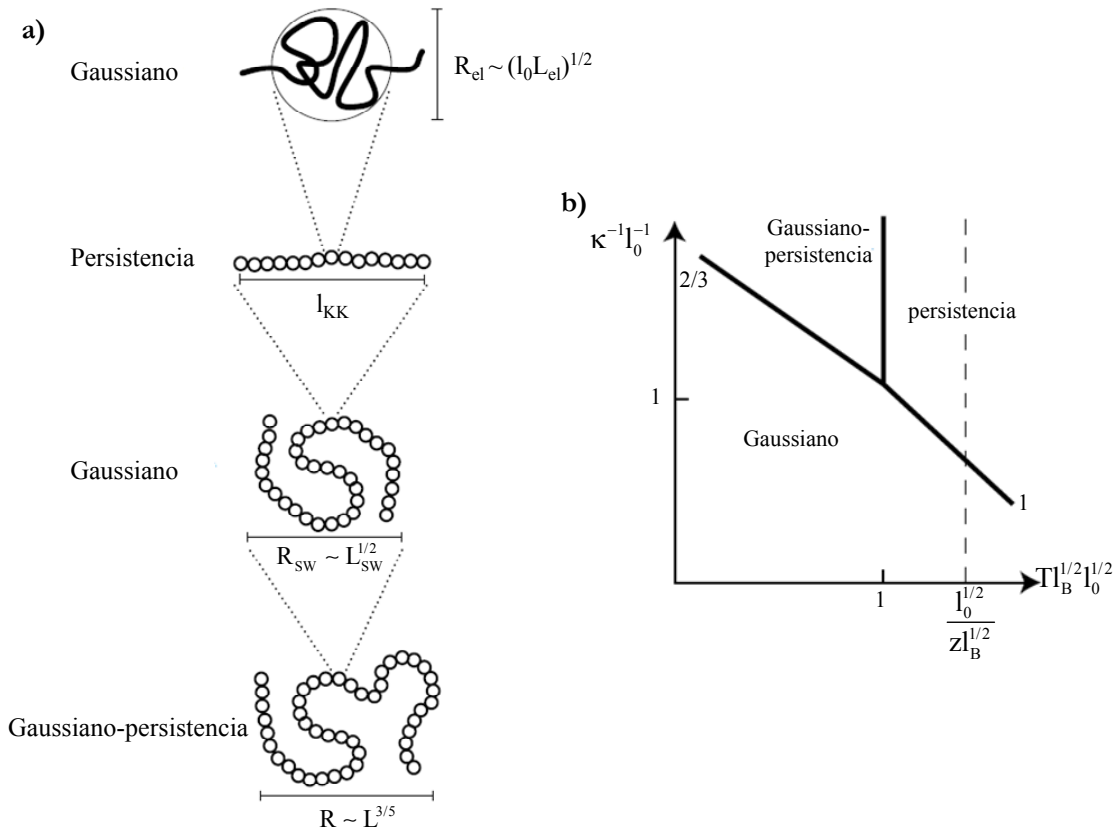 a)
Gaussiano
R_el ~ (l_0L_el)^1/2
Persistencia
l_KK
Gaussiano
R_SW ~ L_SW^1/2
Gaussiano-persistencia
R ~ L^3/5
b)
κ^-1l_0^-1
Gaussiano-
persistencia
2/3
persistencia
1
Gaussiano
1
1
Tl_B^1/2l_0^1/2
l_0^1/2
zl_B^1/2